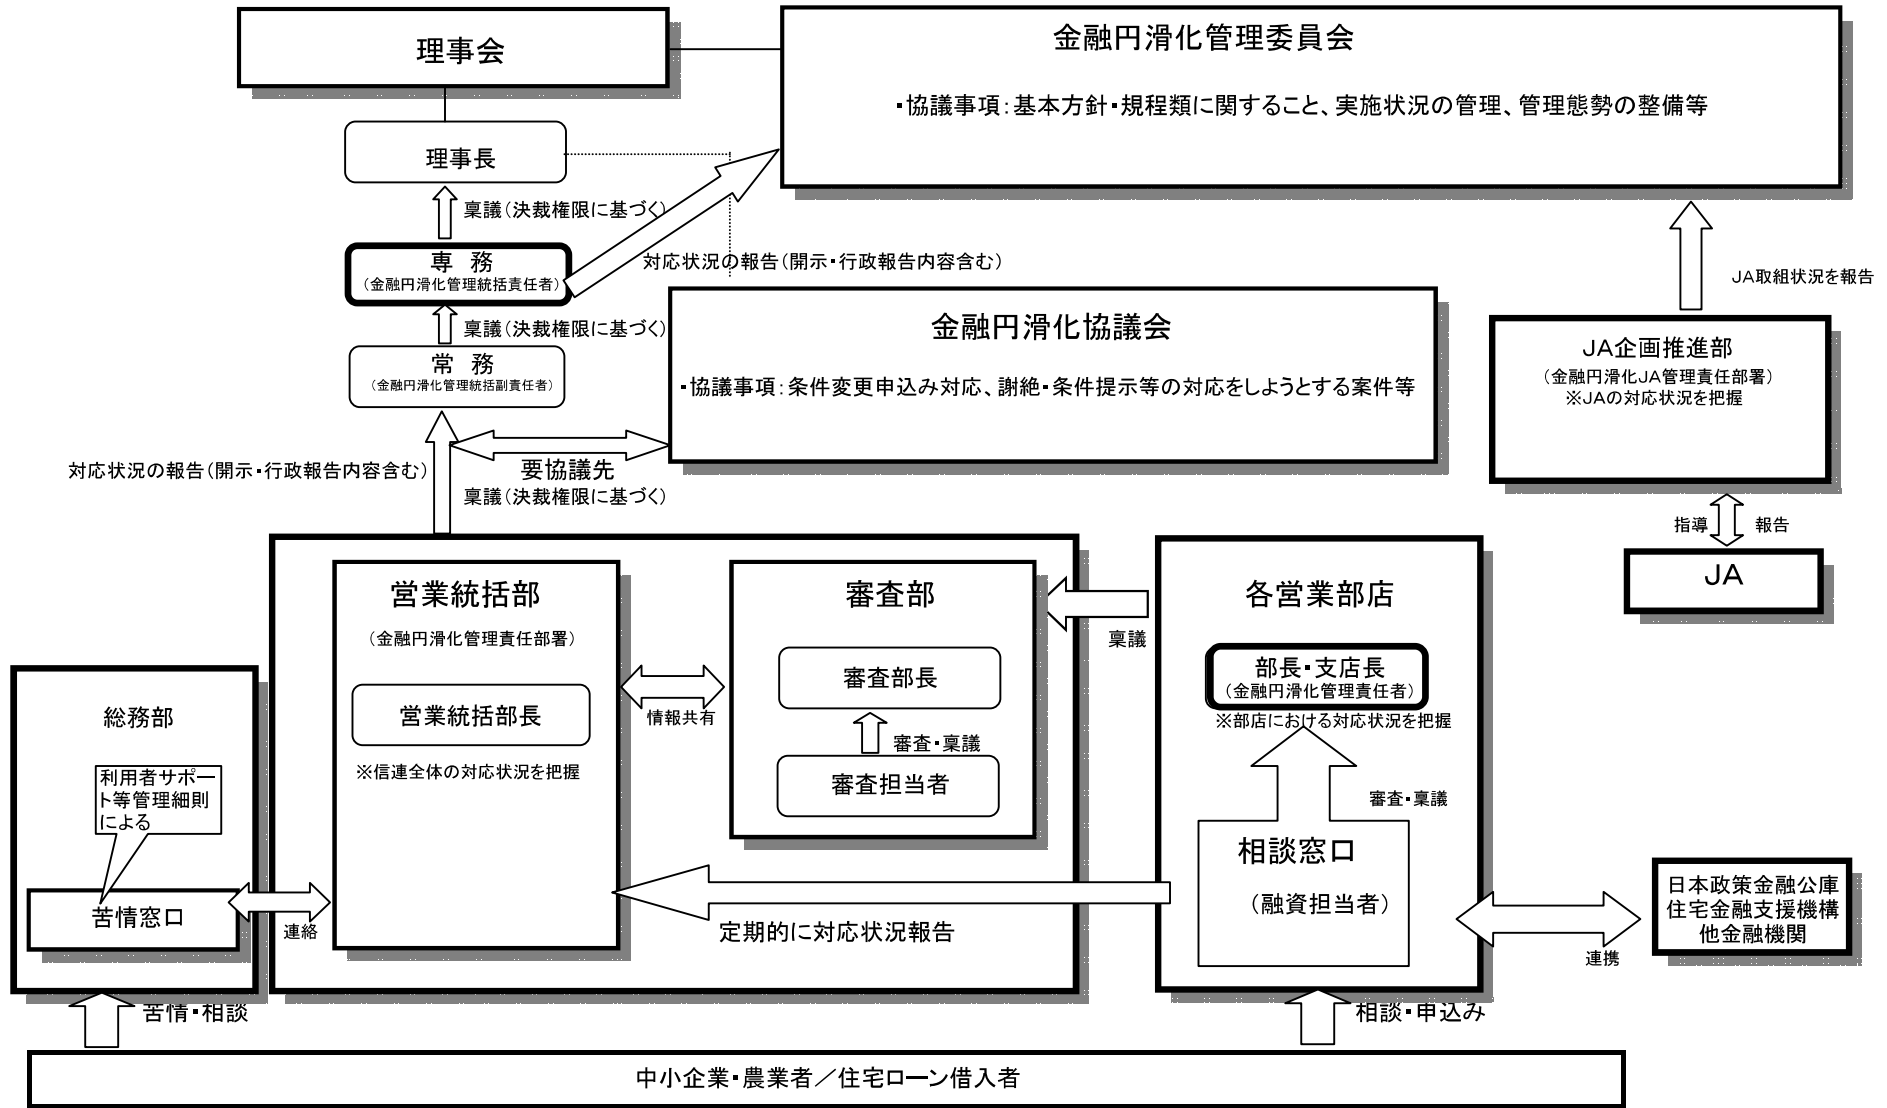 理事会
金融円滑化管理委員会
・協議事項：基本方針・規程類に関すること、実施状況の管理、管理態勢の整備等
理事長
稟議（決裁権限に基づく）
専　務
（金融円滑化管理統括責任者）
対応状況の報告（開示・行政報告内容含む）
JA取組状況を報告
稟議（決裁権限に基づく）
常　務
（金融円滑化管理統括副責任者）
金融円滑化協議会
・協議事項：条件変更申込み対応、謝絶・条件提示等の対応をしようとする案件等
JA企画推進部
（金融円滑化JA管理責任部署）
※JAの対応状況を把握
対応状況の報告（開示・行政報告内容含む）
要協議先
稟議（決裁権限に基づく）
指導
報告
JA
営業統括部
（金融円滑化管理責任部署）
営業統括部長
※信連全体の対応状況を把握
情報共有
審査部
審査部長
審査・稟議
審査担当者
稟議
各営業部店
部長・支店長
（金融円滑化管理責任者）
※部店における対応状況を把握
審査・稟議
相談窓口
（融資担当者）
総務部
利用者サポー
ト等管理細則
による
苦情窓口
連絡
定期的に対応状況報告
連携
日本政策金融公庫
住宅金融支援機構
他金融機関
苦情・相談
相談・申込み
中小企業・農業者／住宅ローン借入者